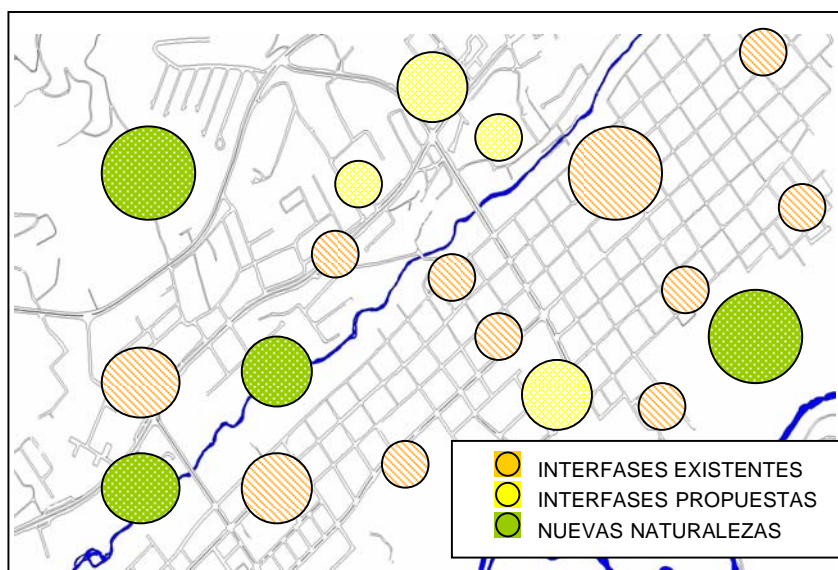 INTERFASES EXISTENTES
INTERFASES PROPUESTAS
NUEVAS NATURALEZAS